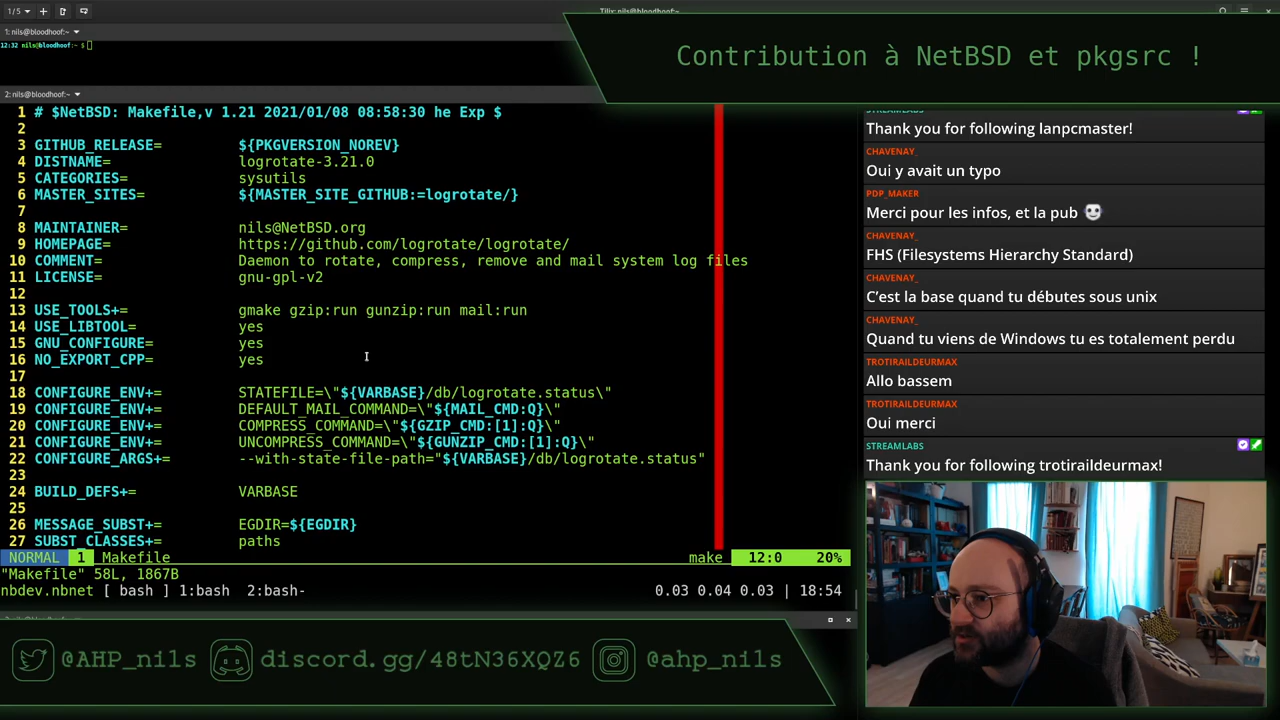 1 / 5
Tilix: nils@bloodhoof:~
1: nils@bloodhoof:~
12:32 nils@bloodhoof:~ $
Contribution à NetBSD et pkgsrc !
2: nils@bloodhoof:~
1 # $NetBSD: Makefile,v 1.21 2021/01/08 08:58:30 he Exp $
2
3 GITHUB_RELEASE= ${PKGVERSION_NOREV}
4 DISTNAME= logrotate-3.21.0
5 CATEGORIES= sysutils
6 MASTER_SITES= ${MASTER_SITE_GITHUB:=logrotate/}
7
8 MAINTAINER= nils@NetBSD.org
9 HOMEPAGE= https://github.com/logrotate/logrotate/
10 COMMENT= Daemon to rotate, compress, remove and mail system log files
11 LICENSE= gnu-gpl-v2
12
13 USE_TOOLS+= gmake gzip:run gunzip:run mail:run
14 USE_LIBTOOL= yes
15 GNU_CONFIGURE= yes
16 NO_EXPORT_CPP= yes
17
18 CONFIGURE_ENV+= STATEFILE=\"${VARBASE}/db/logrotate.status\"
19 CONFIGURE_ENV+= DEFAULT_MAIL_COMMAND=\"${MAIL_CMD:Q}\"
20 CONFIGURE_ENV+= COMPRESS_COMMAND=\"${GZIP_CMD:[1]:Q}\"
21 CONFIGURE_ENV+= UNCOMPRESS_COMMAND=\"${GUNZIP_CMD:[1]:Q}\"
22 CONFIGURE_ARGS+= --with-state-file-path="${VARBASE}/db/logrotate.status"
23
24 BUILD_DEFS+= VARBASE
25
26 MESSAGE_SUBST+= EGDIR=${EGDIR}
27 SUBST_CLASSES+= paths
NORMAL 1 Makefile make 12:0 20%
"Makefile" 58L, 1867B
nbdev.nbnet [ bash ] 1:bash 2:bash- 0.03 0.04 0.03 | 18:54
STREAMLABS
Thank you for following lanpcmaster!
CHAVENAY_
Oui y avait un typo
PDP_MAKER
Merci pour les infos, et la pub
CHAVENAY_
FHS (Filesystems Hierarchy Standard)
CHAVENAY_
C’est la base quand tu débutes sous unix
CHAVENAY_
Quand tu viens de Windows tu es totalement perdu
TROTIRAILDEURMAX
Allo bassem
TROTIRAILDEURMAX
Oui merci
STREAMLABS
Thank you for following trotiraildeurmax!
@AHP_nils discord.gg/48tN36XQZ6 @ahp_nils